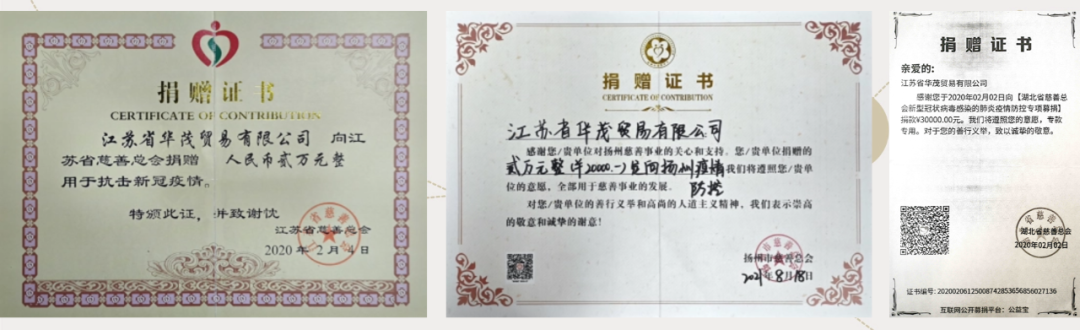 捐赠证书
CERTIFICATE OF CONTRIBUTION
江苏省华茂贸易有限公司 向江
苏省慈善总会捐赠 人民币贰万元整
用于抗击新冠疫情。
特颁此证，并致谢忱
江苏省慈善总会
2020年2月4日
捐赠证书
CERTIFICATE OF COMMENDATION
江苏省华茂贸易有限公司
感谢您/贵单位对扬州慈善事业的关心和支持。您/贵单位捐赠的
贰万元整(¥20000.-)定向扬州疫情我们将遵照您/贵单
防控
位的意愿，全部用于慈善事业的发展。
对您/贵单位的善行义举和高尚的人道主义精神，我们表示崇高
的敬意和诚挚的谢意！
扬州市慈善总会
2021年8月18日
捐赠证书
亲爱的:
江苏省华茂贸易有限公司
感谢您于2020年02月02日向【湖北省慈善总
会新型冠状病毒感染的肺炎疫情防控专项募捐】
捐款¥30000.00元。我们将遵照您的意愿，专款
专用。对于您的善行义举，致以诚挚的敬意。
湖北省慈善总会
2020年02月02日
证书编号: 2020020612500874285365685602​7136
互联网公开募捐平台：公益宝